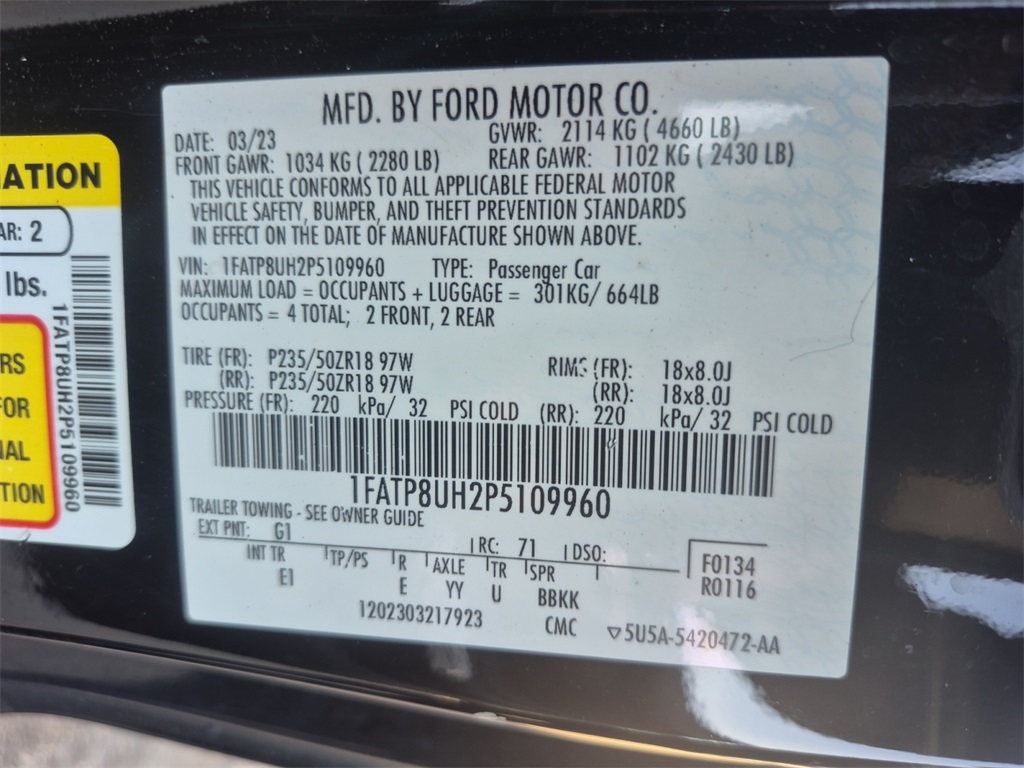 MFD. BY FORD MOTOR CO.
DATE: 03/23 GVWR: 2114 KG ( 4660 LB)
FRONT GAWR: 1034 KG ( 2280 LB) REAR GAWR: 1102 KG ( 2430 LB)
THIS VEHICLE CONFORMS TO ALL APPLICABLE FEDERAL MOTOR
VEHICLE SAFETY, BUMPER, AND THEFT PREVENTION STANDARDS
IN EFFECT ON THE DATE OF MANUFACTURE SHOWN ABOVE.
VIN: 1FATP8UH2P5109960 TYPE: Passenger Car
MAXIMUM LOAD = OCCUPANTS + LUGGAGE = 301KG/ 664LB
OCCUPANTS = 4 TOTAL; 2 FRONT, 2 REAR
TIRE (FR): P235/50ZR18 97W RIMS (FR): 18x8.0J
(RR): P235/50ZR18 97W (RR): 18x8.0J
PRESSURE (FR): 220 kPa/ 32 PSI COLD (RR): 220 kPa/ 32 PSI COLD
1FATP8UH2P5109960
TRAILER TOWING - SEE OWNER GUIDE
EXT PNT: G1 RC: 71 DSO: F0134
INT TR TP/PS R AXLE TR SPR R0116
E1 E YY U BBKK
1202303217923 CMC ▽5U5A-5420472-AA
ATION
AR: 2
lbs.
RS
FOR
AL
TION
1FATP8UH2P5109960